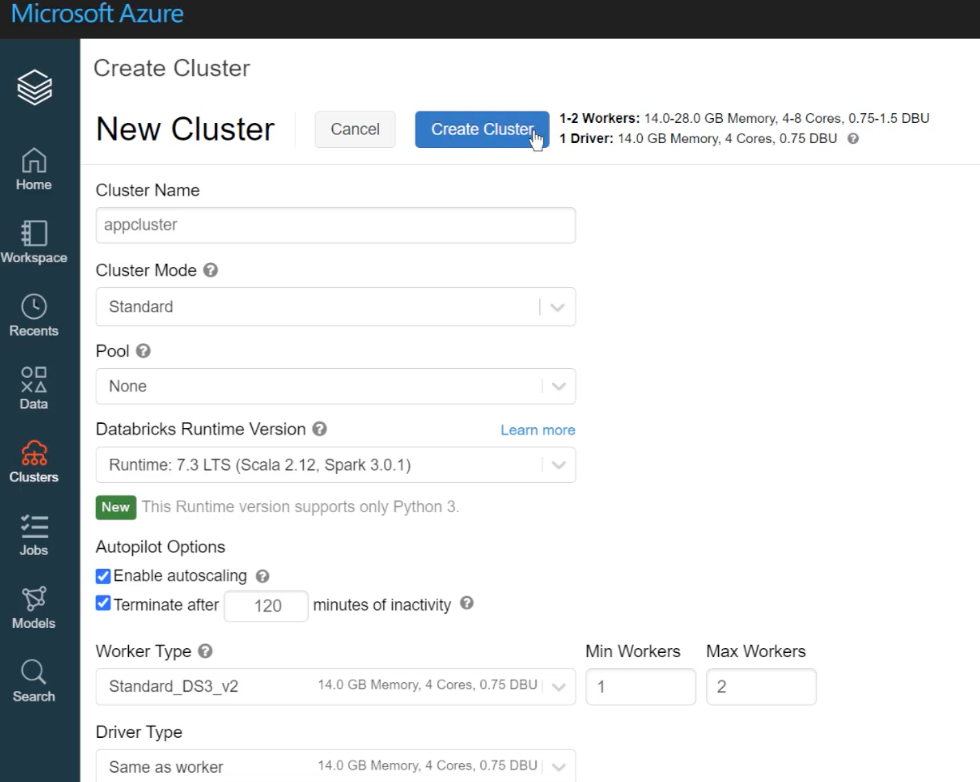 Microsoft Azure
Create Cluster
New Cluster
Cancel
Create Cluster
1-2 Workers: 14.0-28.0 GB Memory, 4-8 Cores, 0.75-1.5 DBU
1 Driver: 14.0 GB Memory, 4 Cores, 0.75 DBU ?
Home
Workspace
Recents
Data
Clusters
Jobs
Models
Search
Cluster Name
appcluster
Cluster Mode ?
Standard
Pool ?
None
Databricks Runtime Version ? Learn more
Runtime: 7.3 LTS (Scala 2.12, Spark 3.0.1)
New This Runtime version supports only Python 3.
Autopilot Options
Enable autoscaling ?
Terminate after 120 minutes of inactivity ?
Worker Type ? Min Workers Max Workers
Standard_DS3_v2 14.0 GB Memory, 4 Cores, 0.75 DBU 1 2
Driver Type
Same as worker 14.0 GB Memory, 4 Cores, 0.75 DBU